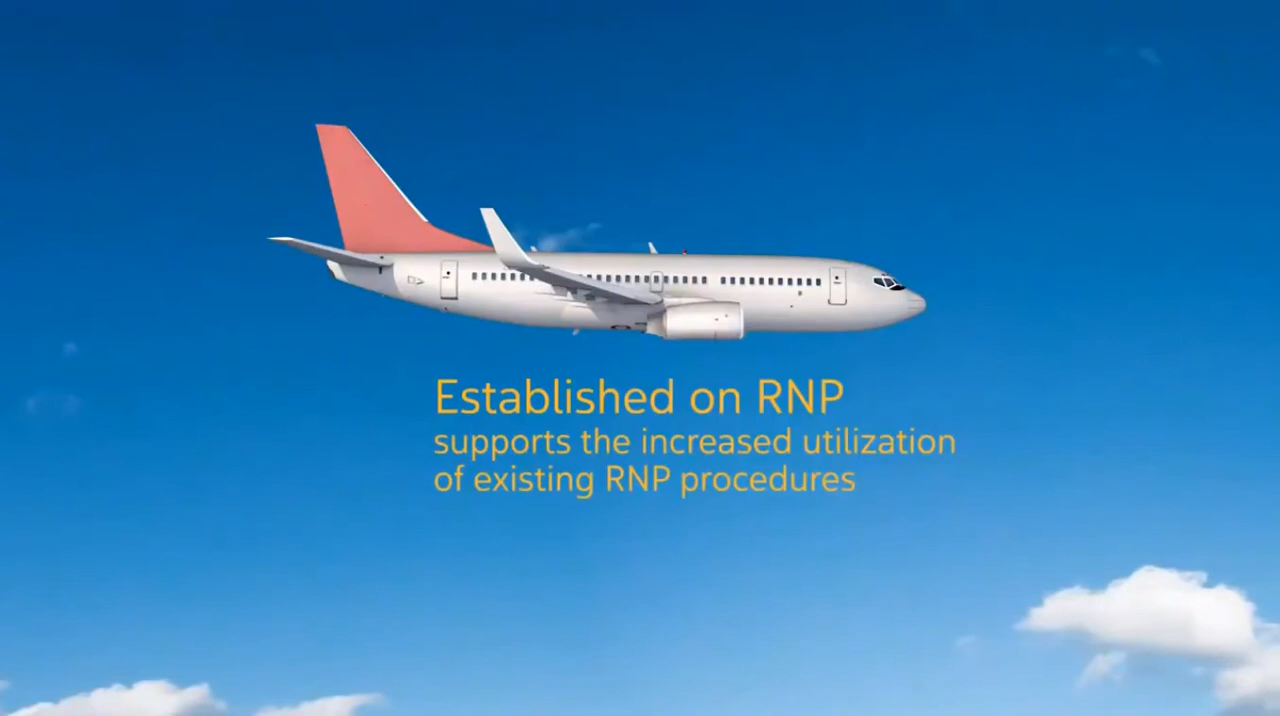 Established on RNP
supports the increased utilization
of existing RNP procedures